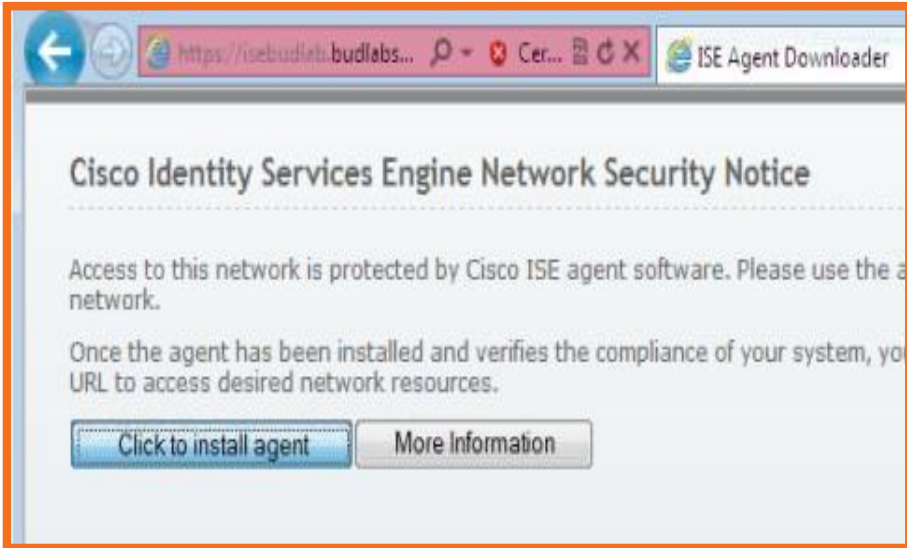 https://isebudlab.budlabs... Cer... ISE Agent Downloader
Cisco Identity Services Engine Network Security Notice
Access to this network is protected by Cisco ISE agent software. Please use the a
network.
Once the agent has been installed and verifies the compliance of your system, you
URL to access desired network resources.
Click to install agent More Information